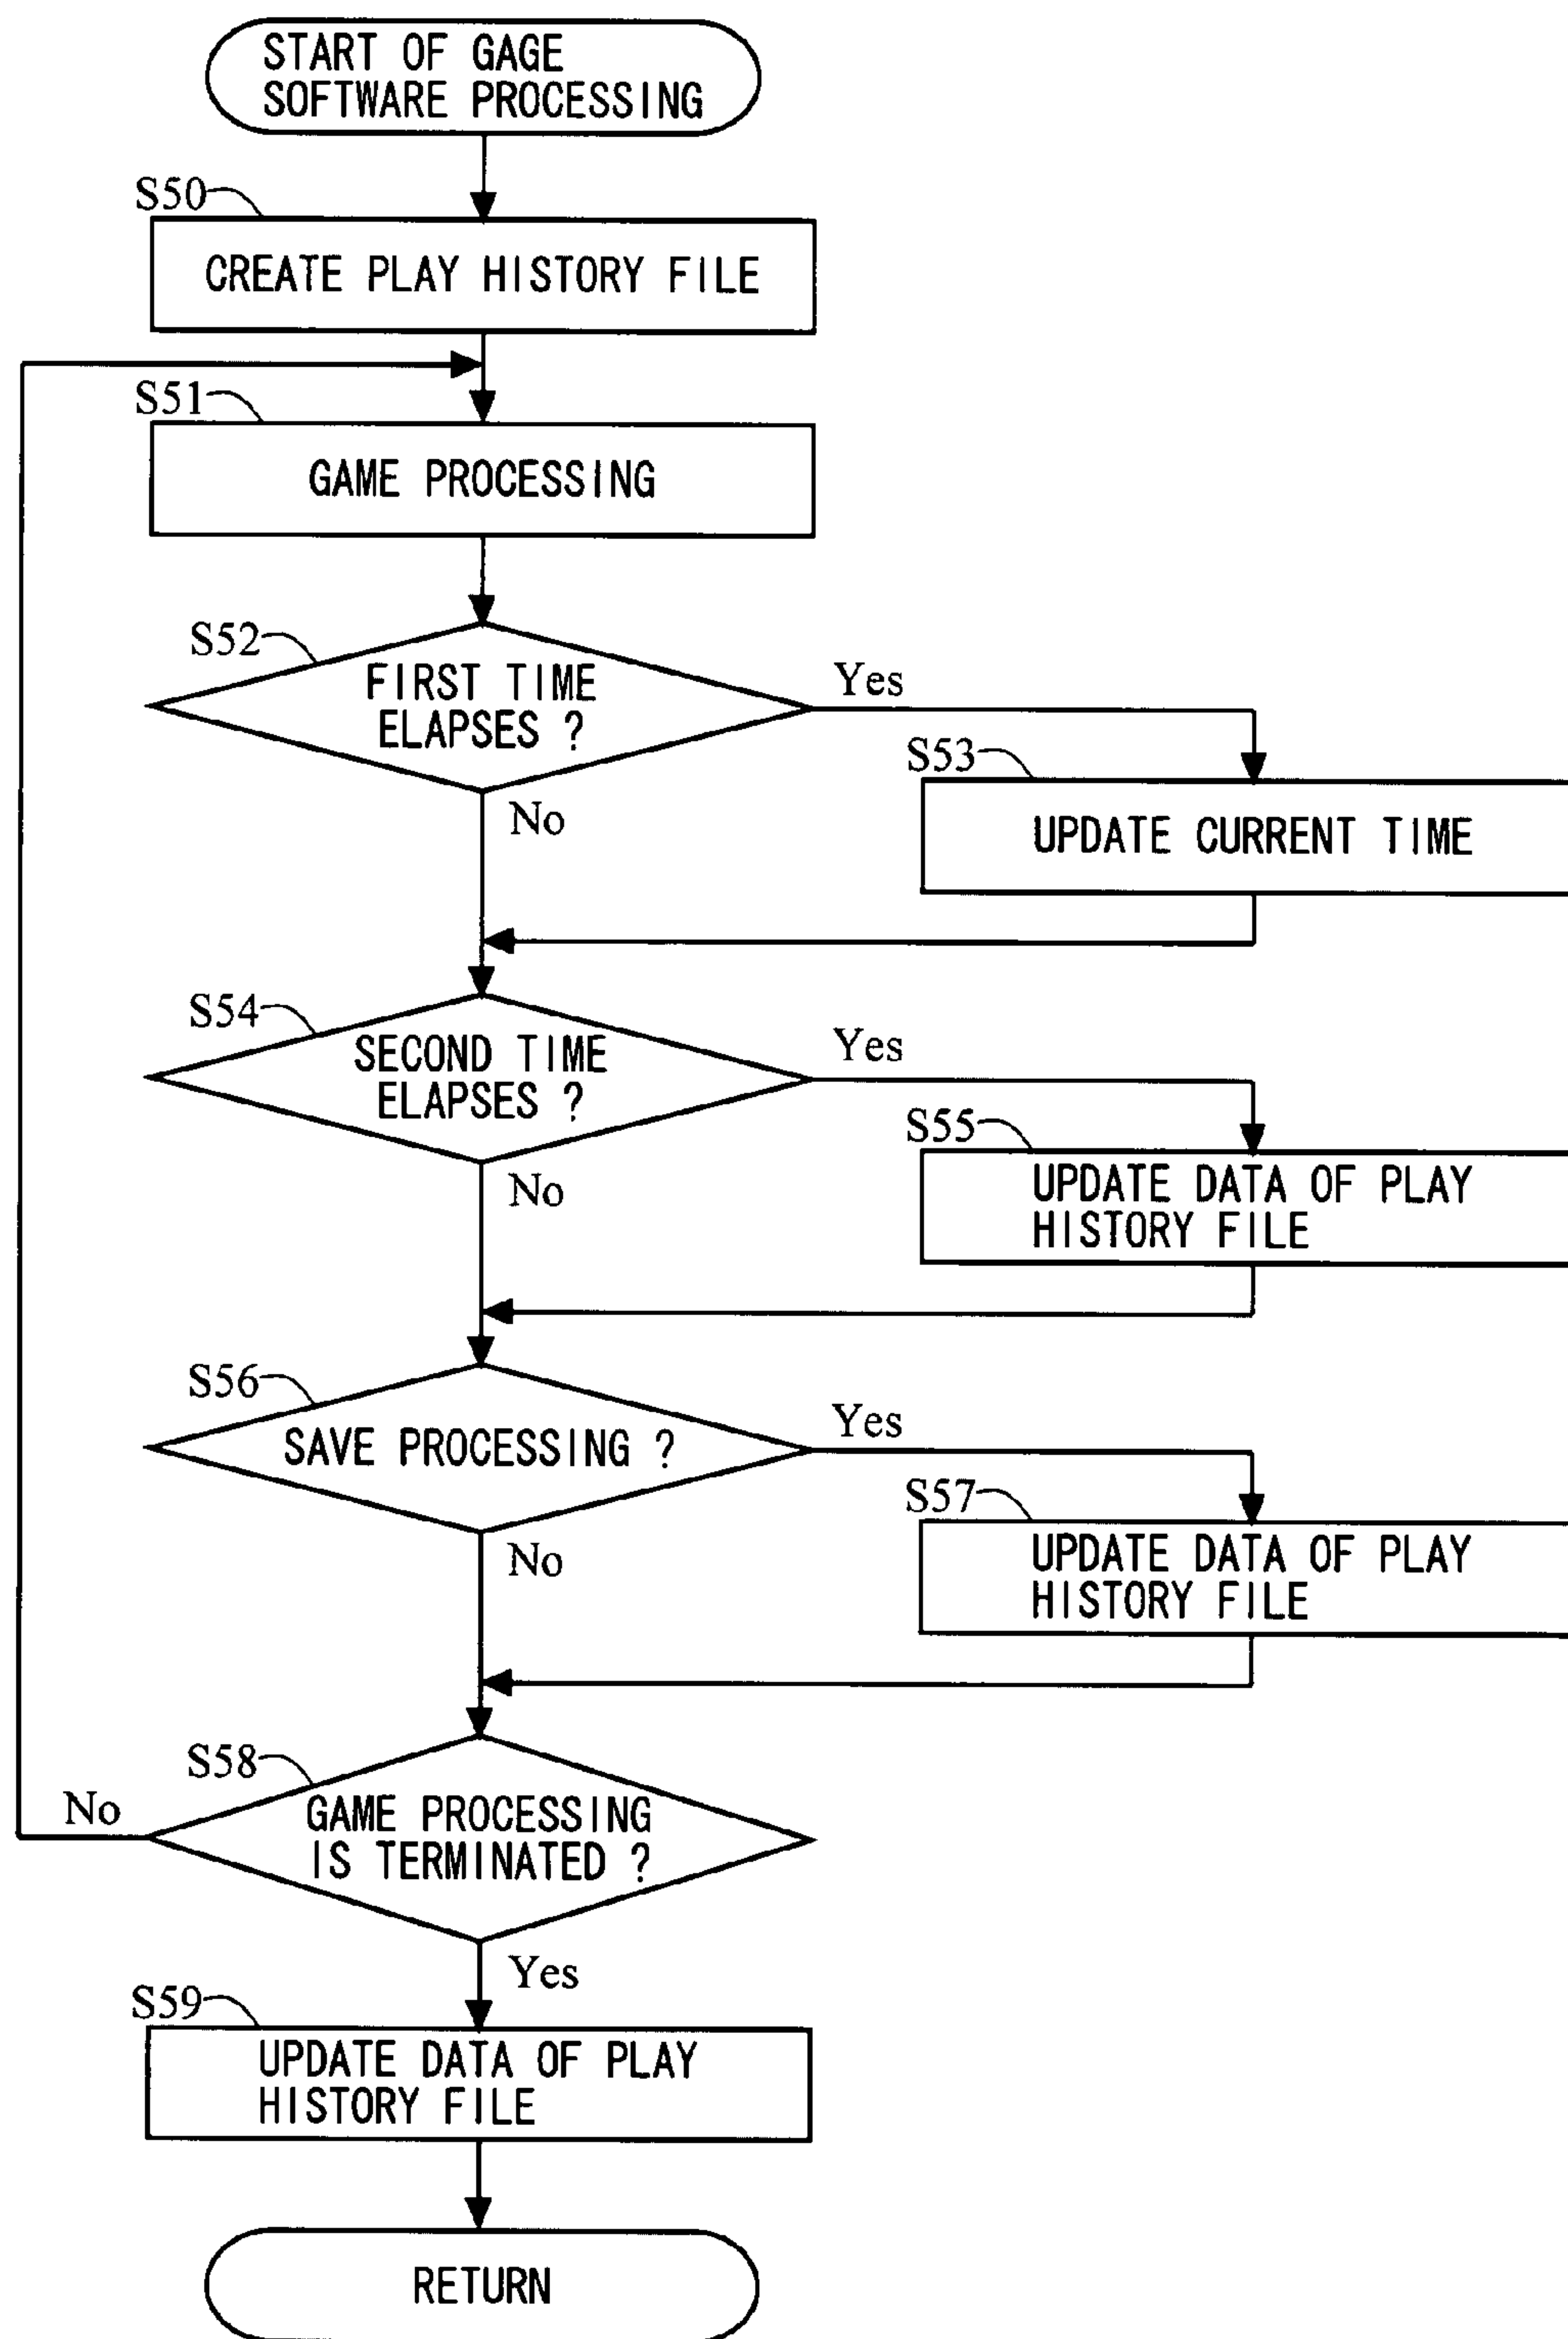 START OF GAGE
SOFTWARE PROCESSING
S50
CREATE PLAY HISTORY FILE
S51
GAME PROCESSING
S52
FIRST TIME
ELAPSES ?
Yes
No
S53
UPDATE CURRENT TIME
S54
SECOND TIME
ELAPSES ?
Yes
No
S55
UPDATE DATA OF PLAY
HISTORY FILE
S56
SAVE PROCESSING ?
Yes
No
S57
UPDATE DATA OF PLAY
HISTORY FILE
S58
No
GAME PROCESSING
IS TERMINATED ?
Yes
S59
UPDATE DATA OF PLAY
HISTORY FILE
RETURN